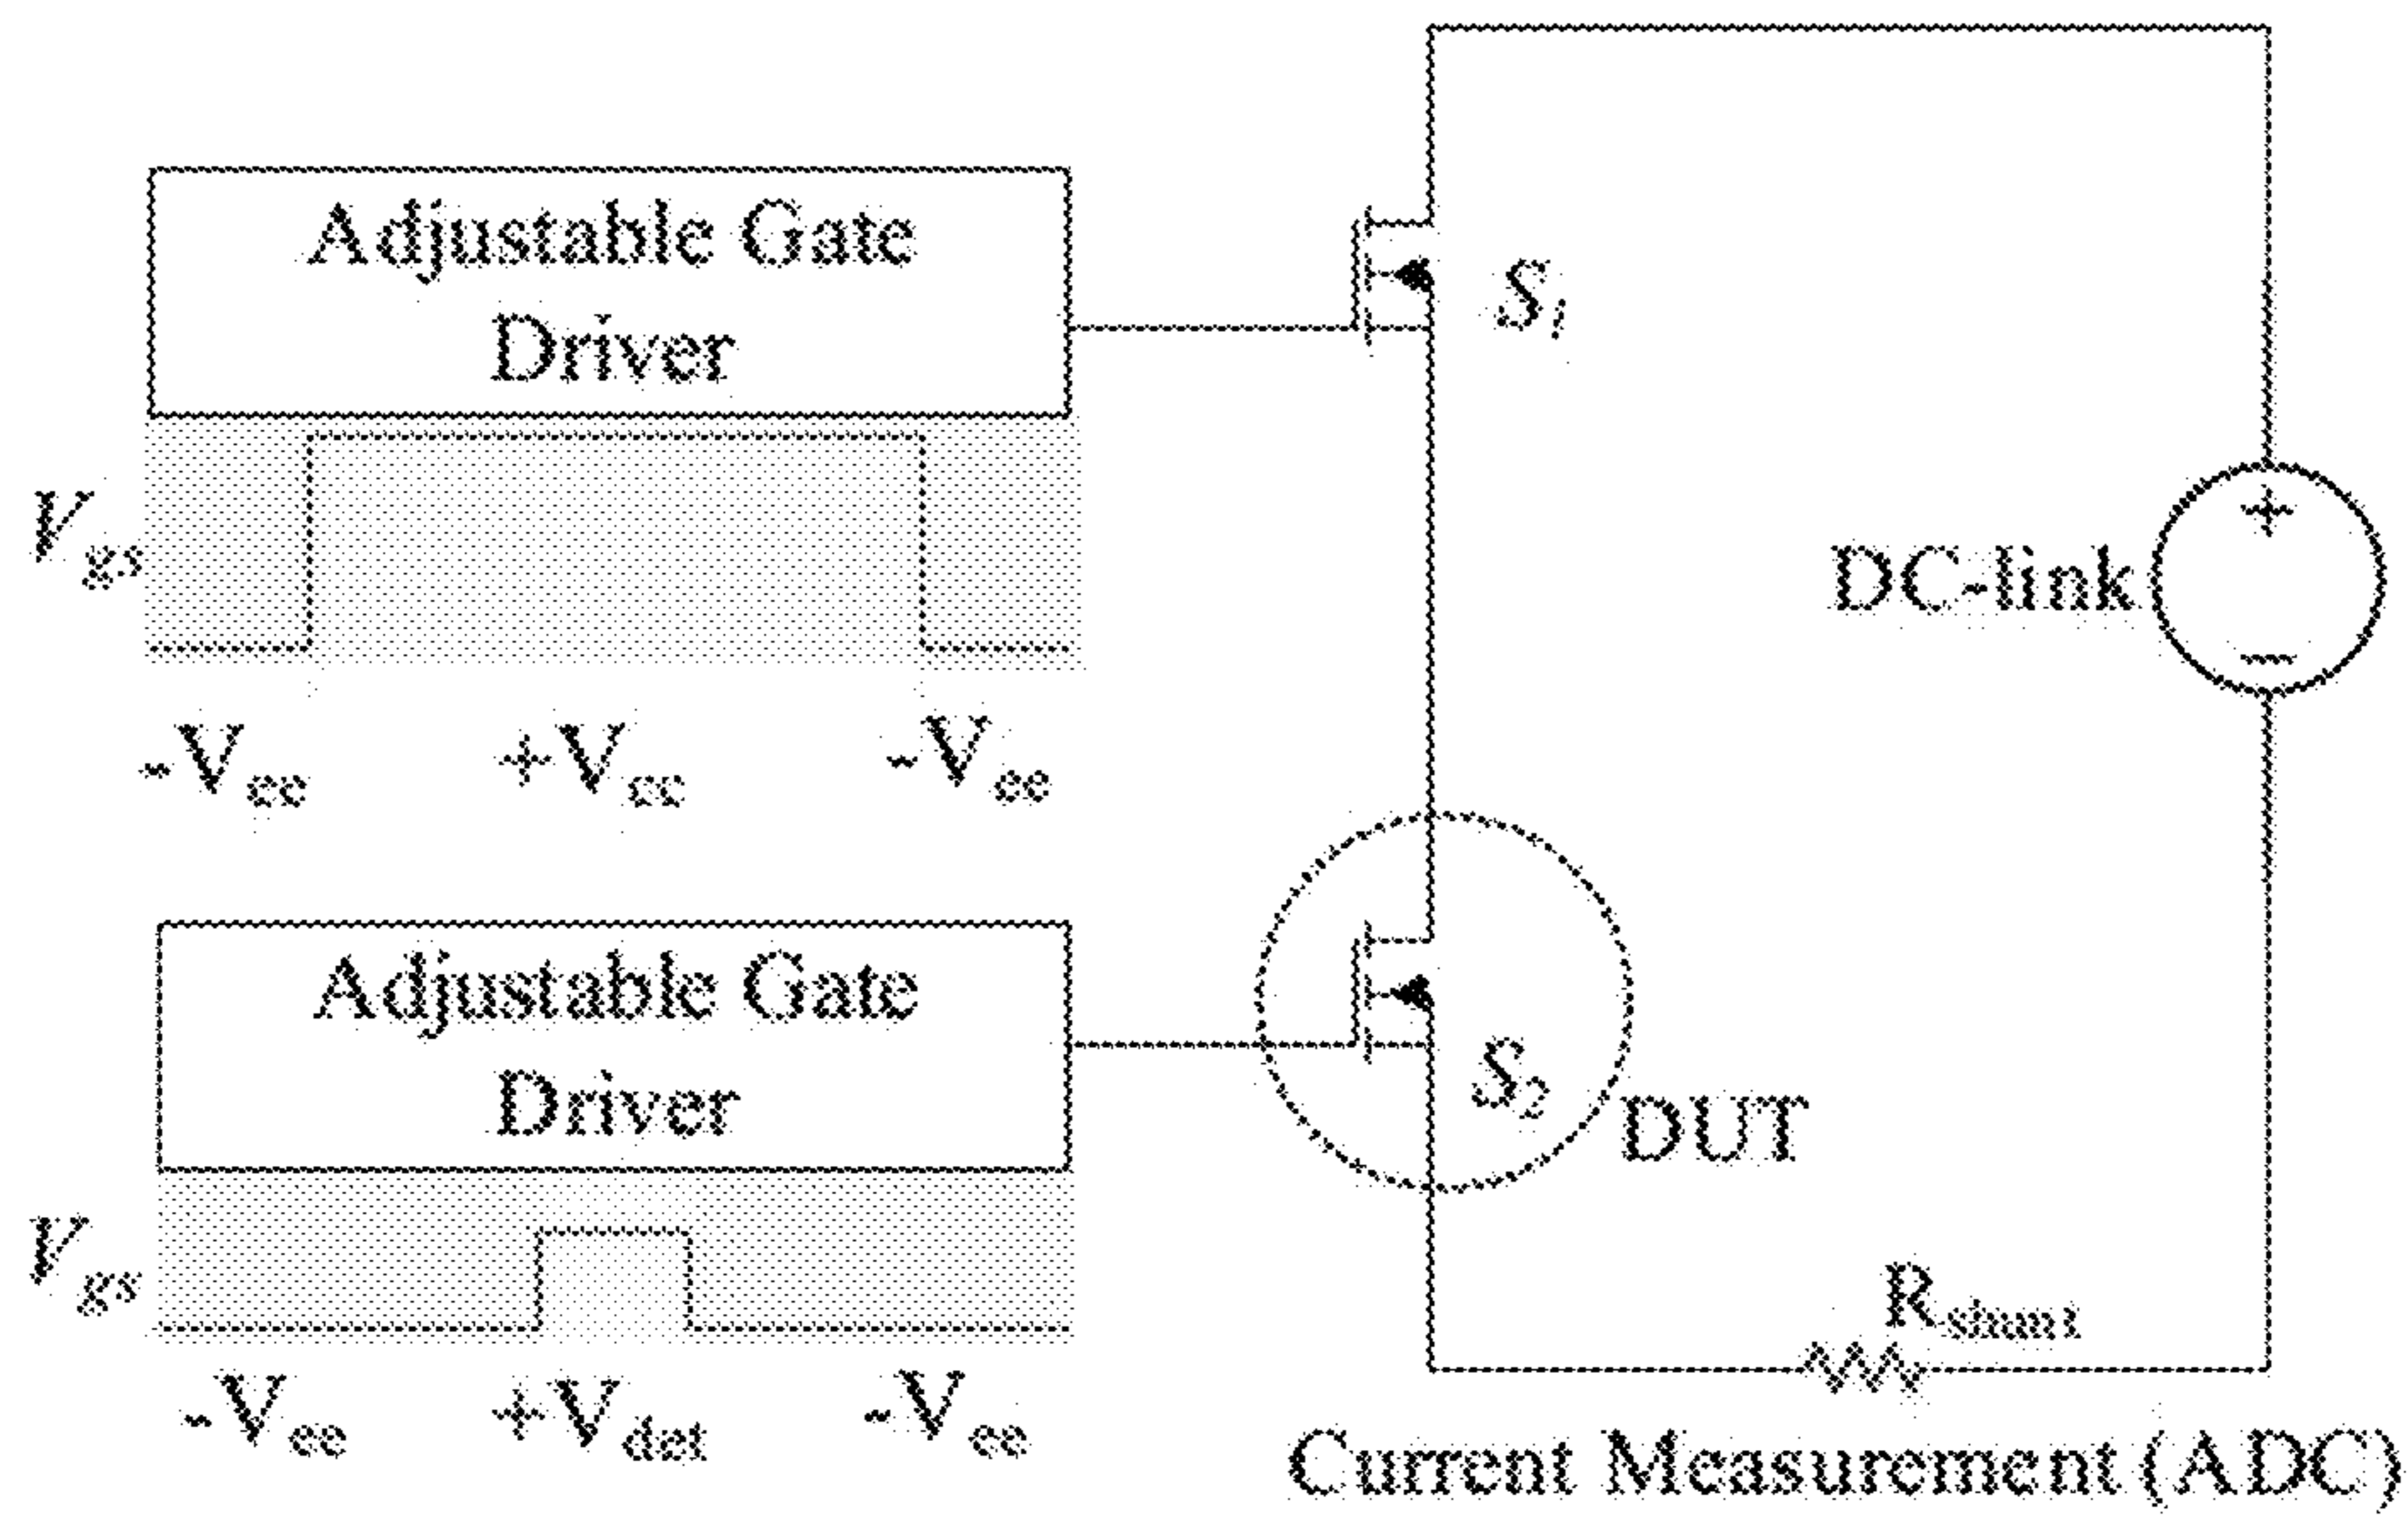 Adjustable Gate
Driver
S1
Vgs
+
DC-link
-Vee +Vcc -Vee
Adjustable Gate
Driver
S2
DUT
Vgs
Rshunt
-Vee +Vdet -Vee
Current Measurement (ADC)